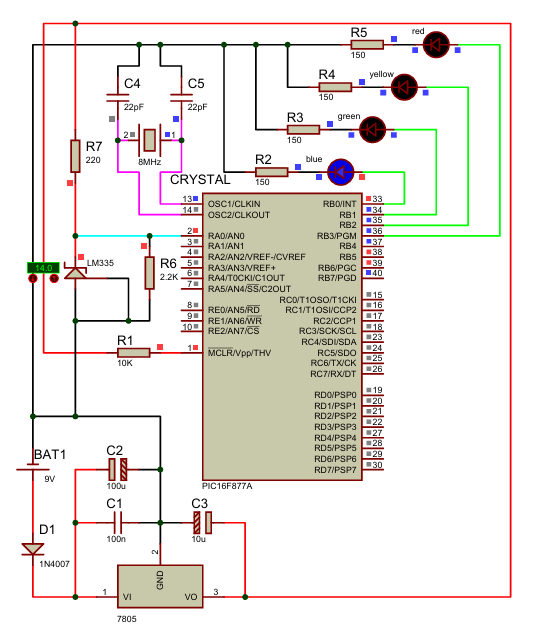 R5
150
red
R4
150
yellow
C4
22pF
C5
22pF
R3
150
green
2
1
8MHz
CRYSTAL
R7
220
R2
150
blue
13
14
2
3
4
5
6
7
8
9
10
1
OSC1/CLKIN
OSC2/CLKOUT
RA0/AN0
RA1/AN1
RA2/AN2/VREF-/CVREF
RA3/AN3/VREF+
RA4/T0CKI/C1OUT
RA5/AN4/SS/C2OUT
RE0/AN5/RD
RE1/AN6/WR
RE2/AN7/CS
MCLR/Vpp/THV
RB0/INT
RB1
RB2
RB3/PGM
RB4
RB5
RB6/PGC
RB7/PGD
RC0/T1OSO/T1CKI
RC1/T1OSI/CCP2
RC2/CCP1
RC3/SCK/SCL
RC4/SDI/SDA
RC5/SDO
RC6/TX/CK
RC7/RX/DT
RD0/PSP0
RD1/PSP1
RD2/PSP2
RD3/PSP3
RD4/PSP4
RD5/PSP5
RD6/PSP6
RD7/PSP7
33
34
35
36
37
38
39
40
15
16
17
18
23
24
25
26
19
20
21
22
27
28
29
30
PIC16F877A
14.0
LM335
R6
2.2K
R1
10K
BAT1
9V
C2
100u
C1
100n
C3
10u
D1
1N4007
2
1
VI
GND
VO
3
7805